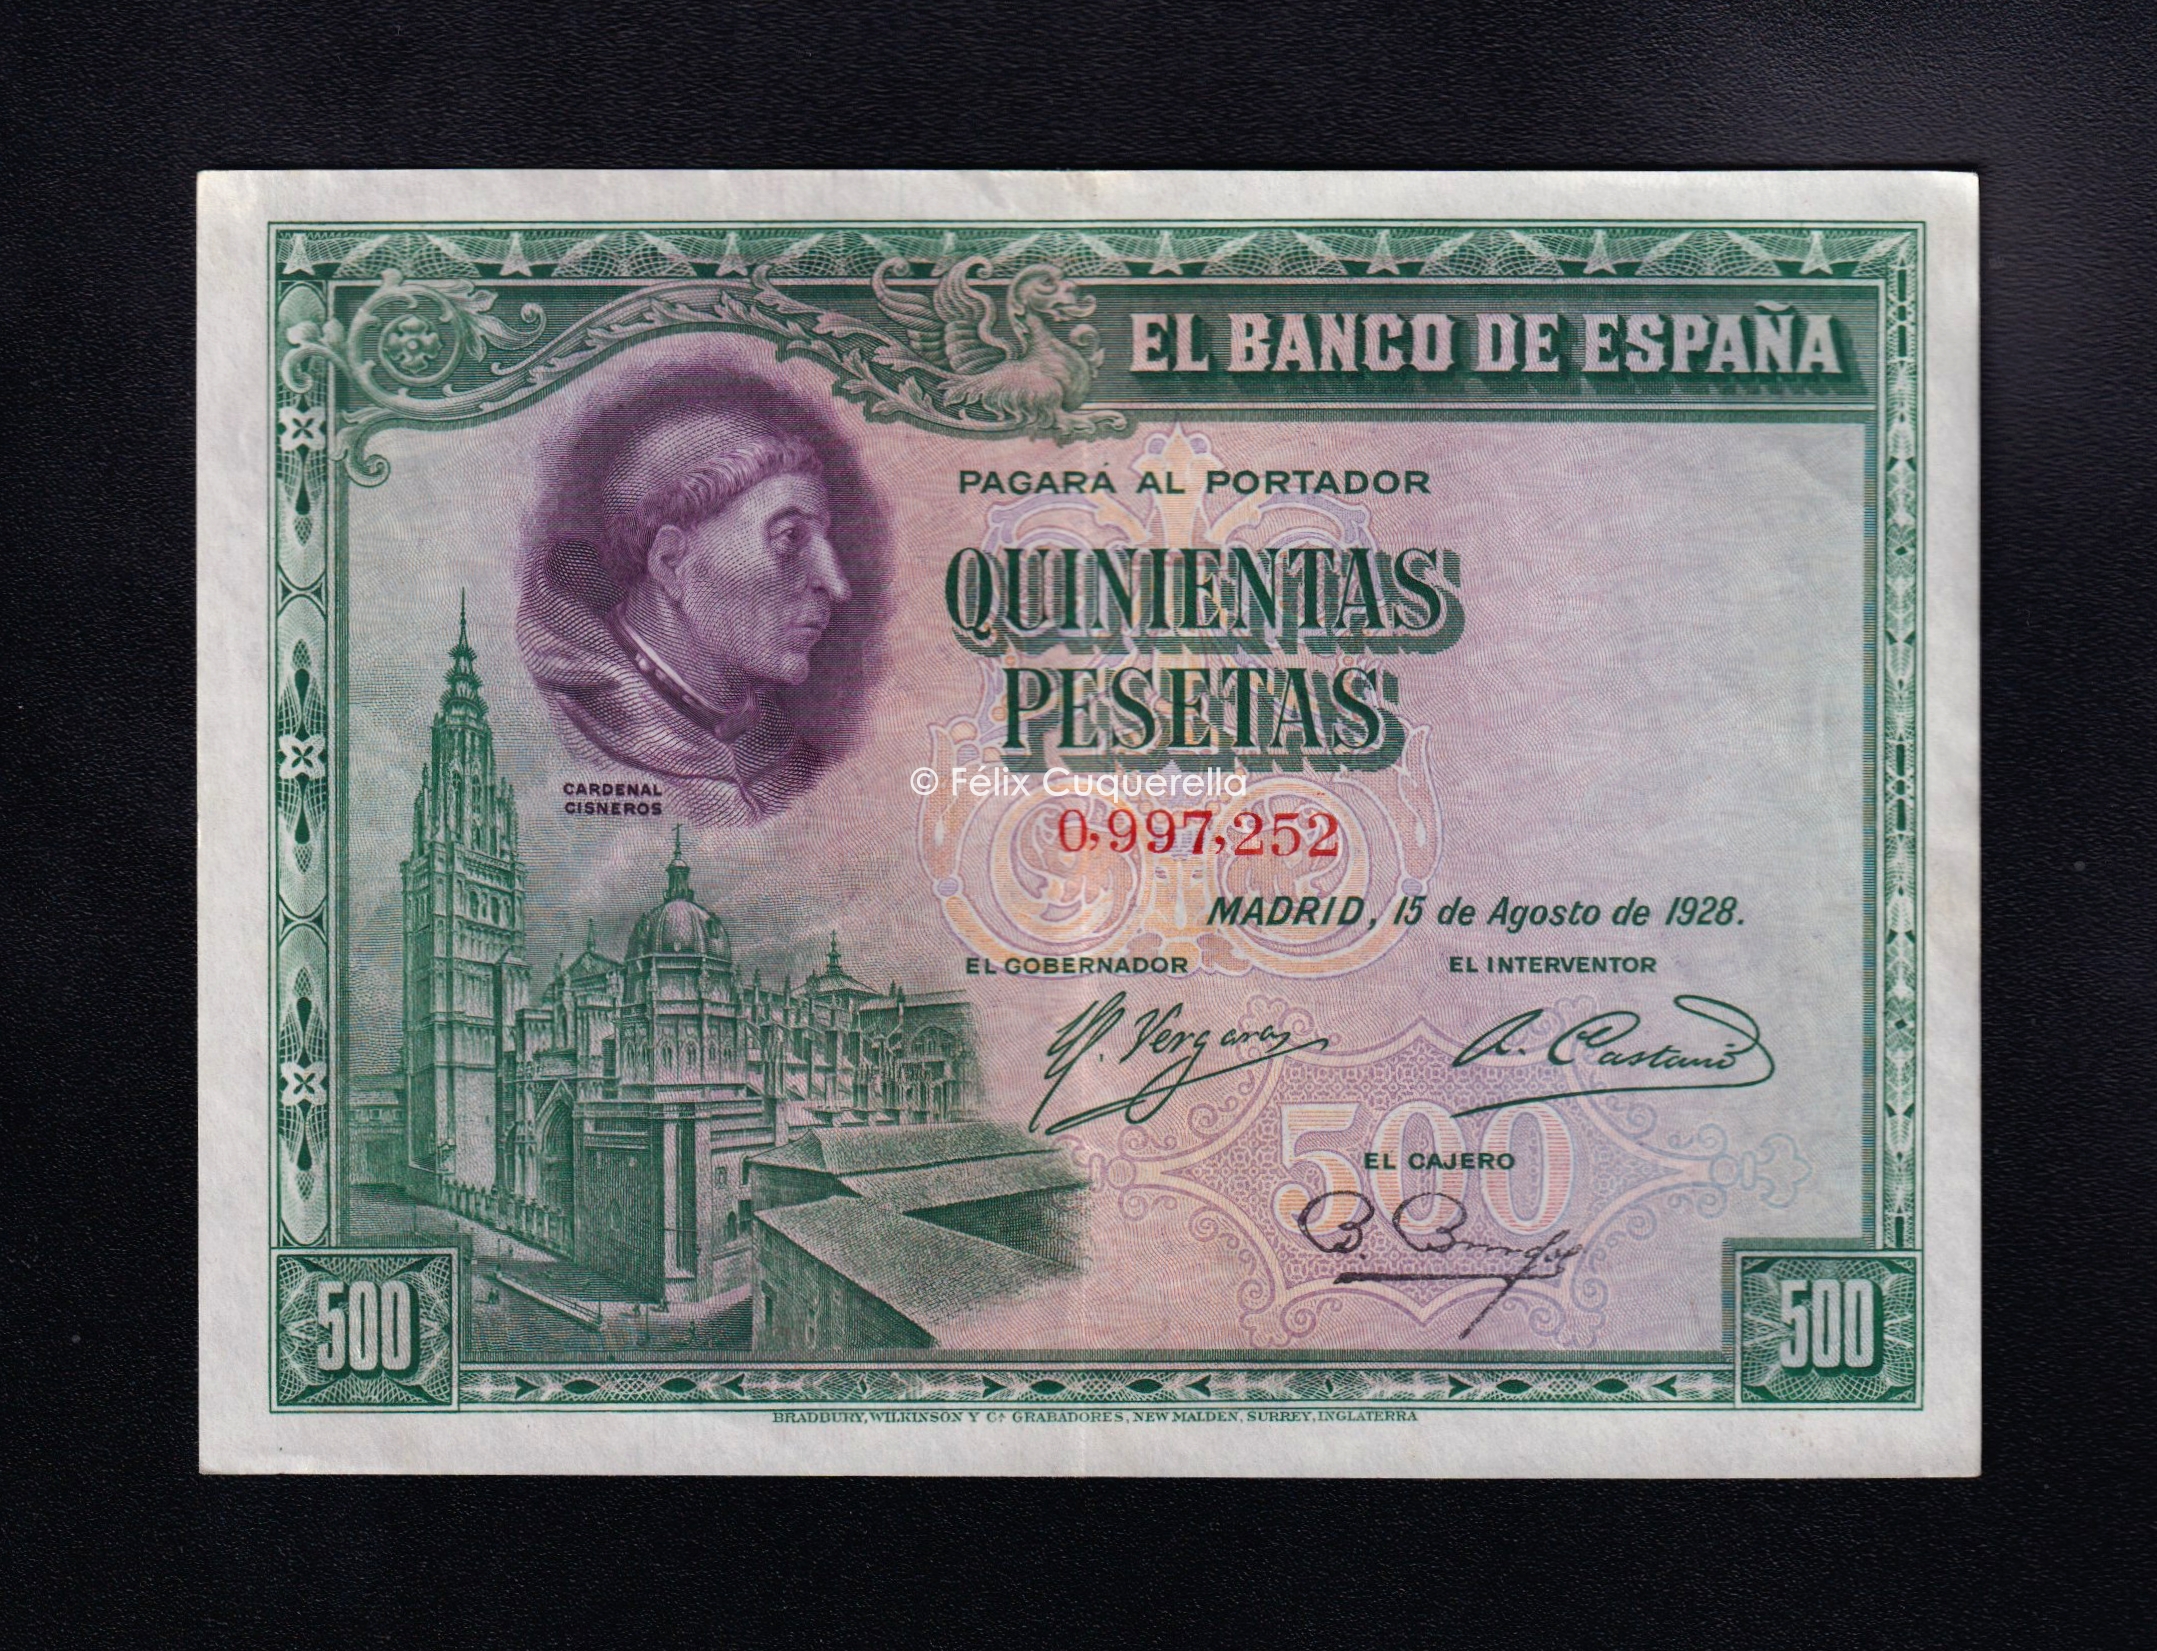 EL BANCO DE ESPAÑA
PAGARÁ AL PORTADOR
QUINIENTAS
PESETAS
© Félix Cuquerella
CARDENAL
CISNEROS
0,997,252
MADRID, 15 de Agosto de 1928.
EL GOBERNADOR
EL INTERVENTOR
Vergara
A. Castaño
500
EL CAJERO
500
500
BRADBURY, WILKINSON Y Cª GRABADORES, NEW MALDEN, SURREY, INGLATERRA